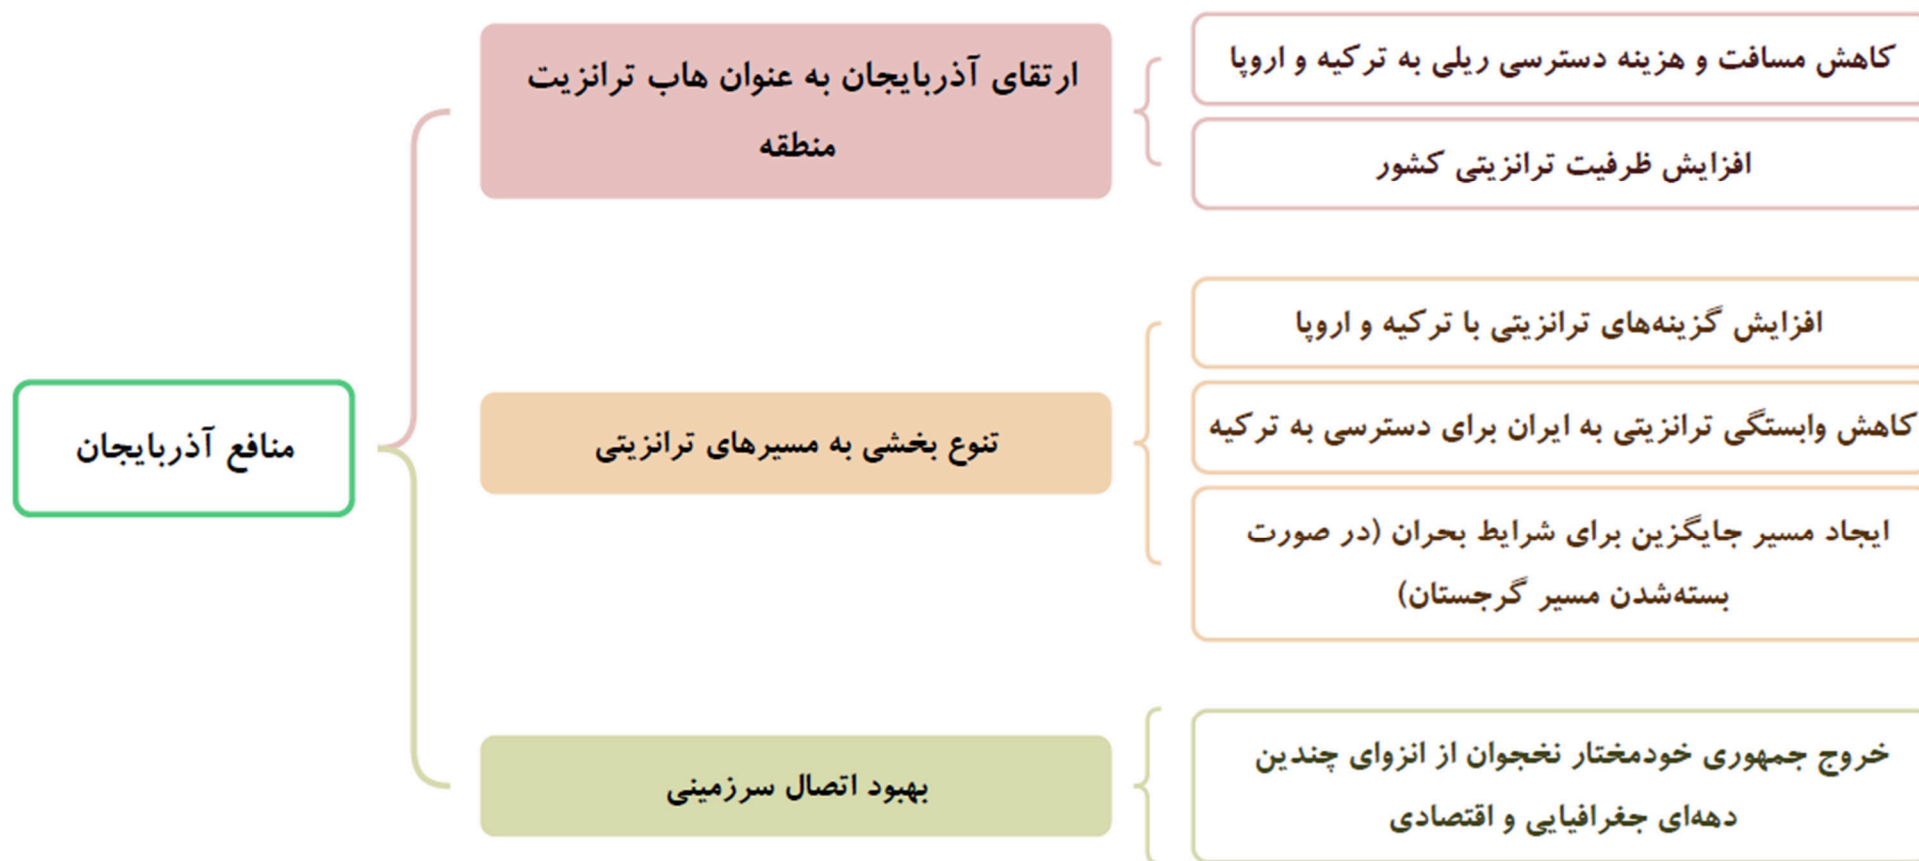 منافع آذربایجان
ارتقای آذربایجان به عنوان هاب ترانزیت
منطقه
کاهش مسافت و هزینه دسترسی ریلی به ترکیه و اروپا
افزایش ظرفیت ترانزیتی کشور
تنوع بخشی به مسیرهای ترانزیتی
افزایش گزینه‌های ترانزیتی با ترکیه و اروپا
کاهش وابستگی ترانزیتی به ایران برای دسترسی به ترکیه
ایجاد مسیر جایگزین برای شرایط بحران (در صورت
بسته‌شدن مسیر گرجستان)
بهبود اتصال سرزمینی
خروج جمهوری خودمختار نخجوان از انزوای چندین
دهه‌ای جغرافیایی و اقتصادی